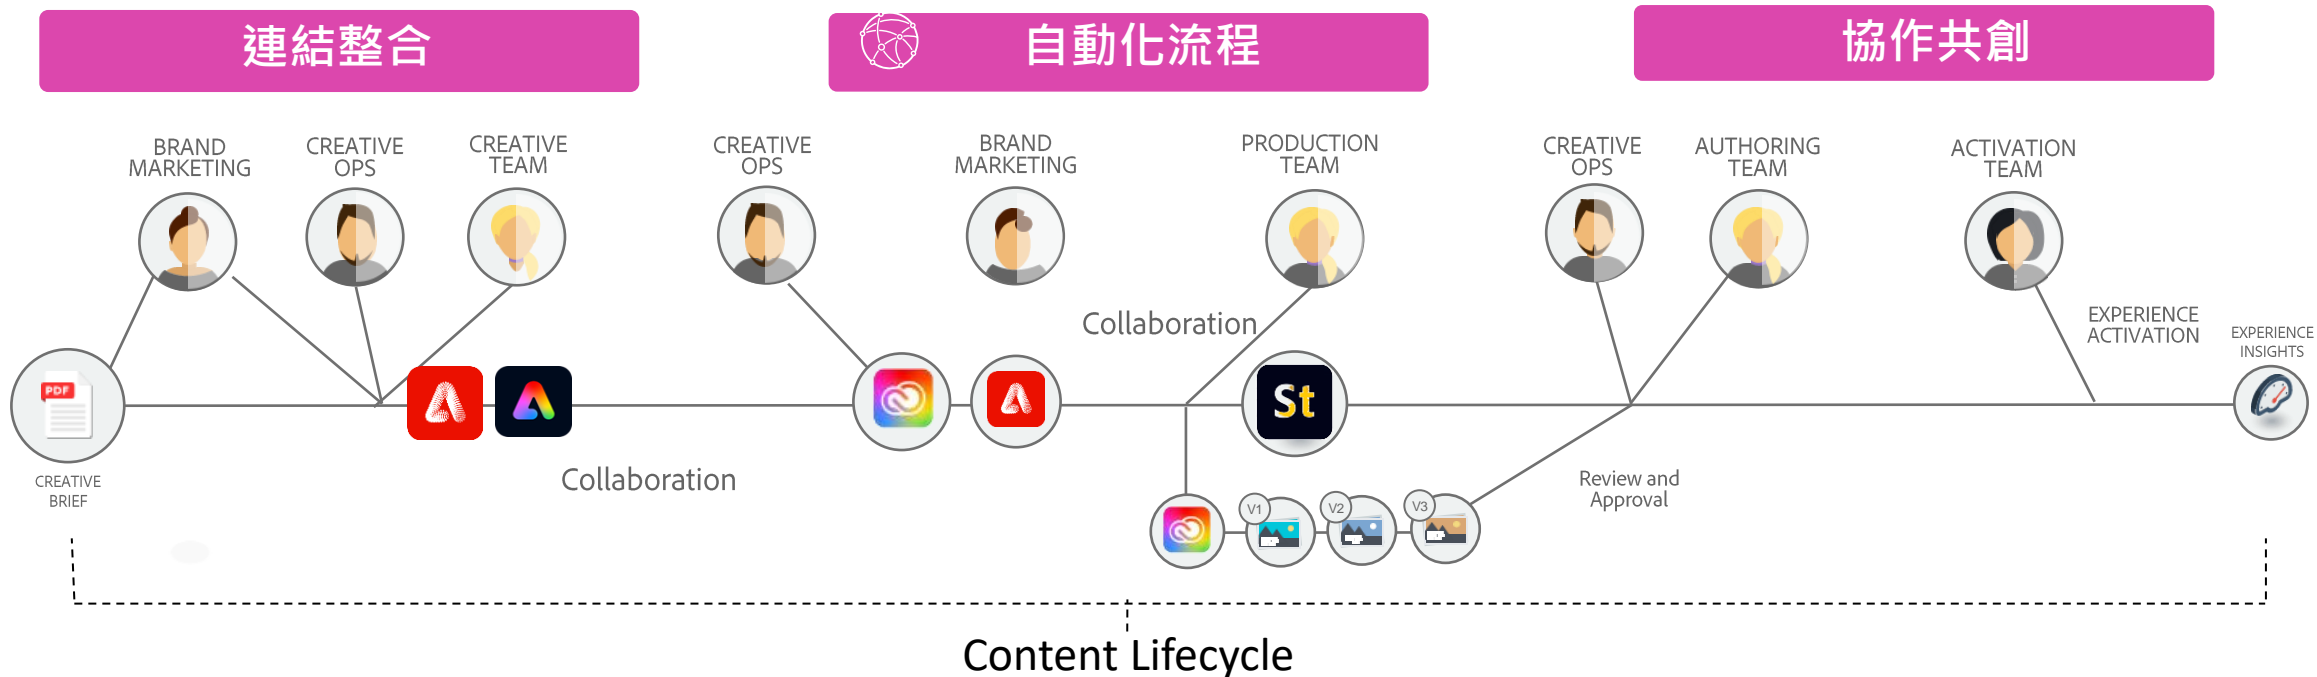 連結整合
自動化流程
協作共創
BRAND
MARKETING
CREATIVE
OPS
CREATIVE
TEAM
CREATIVE
OPS
BRAND
MARKETING
PRODUCTION
TEAM
CREATIVE
OPS
AUTHORING
TEAM
ACTIVATION
TEAM
Collaboration
EXPERIENCE
ACTIVATION
EXPERIENCE
INSIGHTS
PDF
St
CREATIVE
BRIEF
Collaboration
Review and
Approval
V1
V2
V3
Content Lifecycle